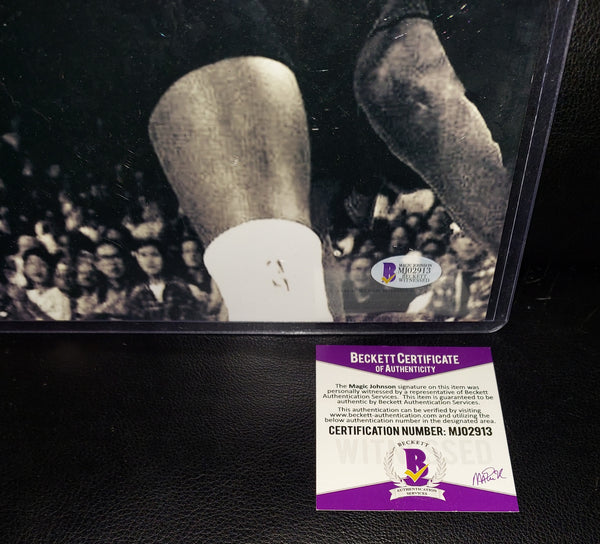 MAGIC JOHNSON
MJ02913
BECKETT
WITNESSED
BECKETT CERTIFICATE
OF AUTHENTICITY
The Magic Johnson signature on this item was
personally witnessed by a representative of Beckett
Authentication Services. This item is guaranteed to be
authentic by Beckett Authentication Services.
This authentication can be verified by visiting
www.beckett-authentication.com and utilizing the
below authentication number in the designated area.
CERTIFICATION NUMBER: MJ02913
WITNESSED
BECKETT
B
AUTHENTICATION
SERVICES